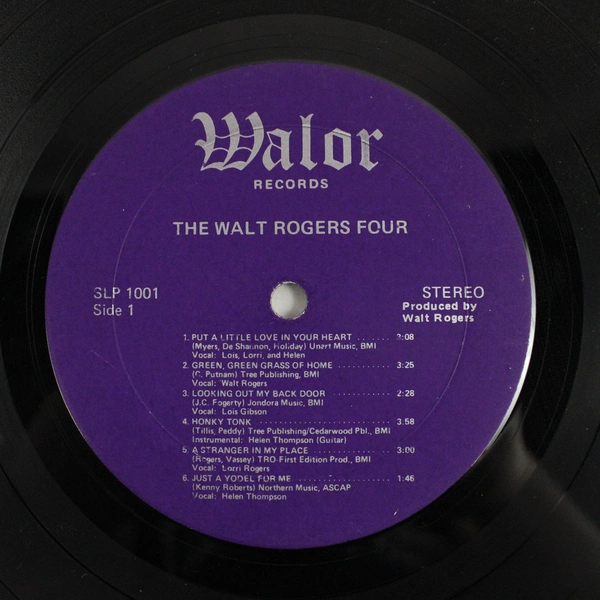 Walor
RECORDS
THE WALT ROGERS FOUR
SLP 1001
Side 1
STEREO
Produced by
Walt Rogers
1. PUT A LITTLE LOVE IN YOUR HEART ....... 3:08
(Myers, De Shannon, Holiday) Unart Music, BMI
Vocal: Lois, Lorri, and Helen
2. GREEN, GREEN GRASS OF HOME ........... 3:25
(C. Putnam) Tree Publishing, BMI
Vocal: Walt Rogers
3. LOOKING OUT MY BACK DOOR ............ 2:28
(J.C. Fogerty) Jondora Music, BMI
Vocal: Lois Gibson
4. HONKY TONK ........................ 3:58
(Tillis, Peddy) Tree Publishing/Cedarwood Pbl., BMI
Instrumental: Helen Thompson (Guitar)
5. A STRANGER IN MY PLACE ............... 3:00
(Rogers, Vassey) TRO-First Edition Prod., BMI
Vocal: Lorri Rogers
6. JUST A YODEL FOR ME .................. 1:46
(Kenny Roberts) Northern Music, ASCAP
Vocal: Helen Thompson